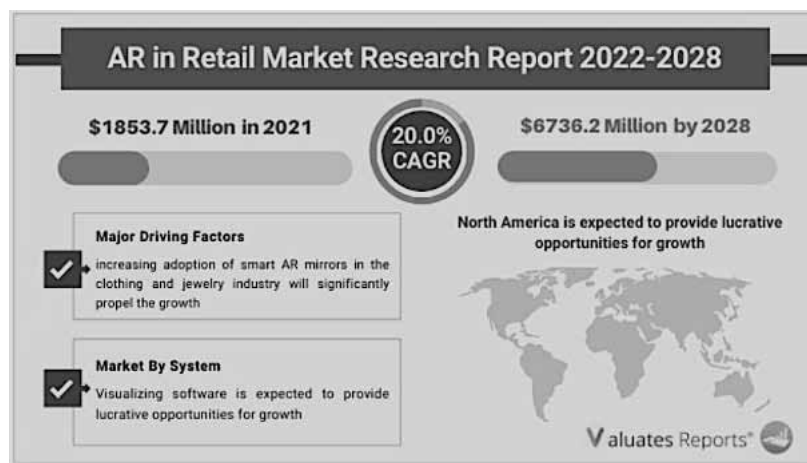 AR in Retail Market Research Report 2022-2028
$1853.7 Million in 2021
20.0%
CAGR
$6736.2 Million by 2028
Major Driving Factors
increasing adoption of smart AR mirrors in the
clothing and jewelry industry will significantly
propel the growth
North America is expected to provide lucrative
opportunities for growth
Market By System
Visualizing software is expected to provide
lucrative opportunities for growth
Valuates Reports®